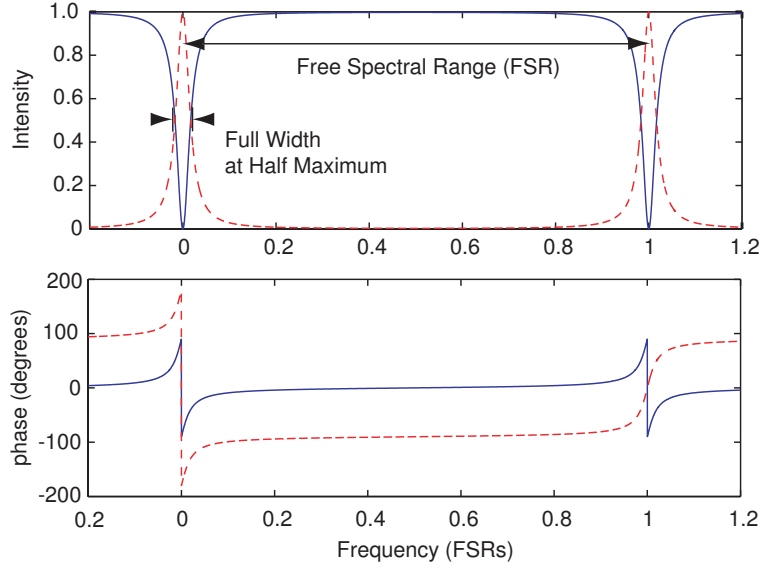 1.0
0.8
0.6
0.4
0.2
0
Intensity
Free Spectral Range (FSR)
Full Width
at Half Maximum
0 0.2 0.4 0.6 0.8 1 1.2
200
100
0
-100
-200
phase (degrees)
0.2 0 0.2 0.4 0.6 0.8 1 1.2
Frequency (FSRs)